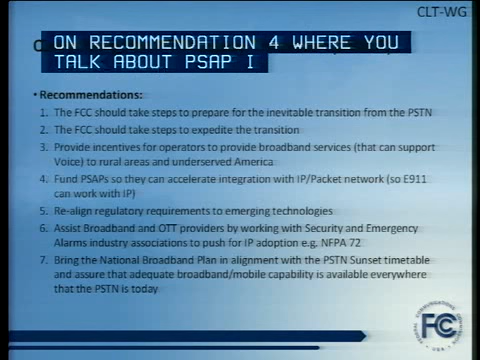 CLT-WG
ON RECOMMENDATION 4 WHERE YOU
TALK ABOUT PSAP I
• Recommendations:
1. The FCC should take steps to prepare for the inevitable transition from the PSTN
2. The FCC should take steps to expedite the transition
3. Provide incentives for operators to provide broadband services (that can support
Voice) to rural areas and underserved America
4. Fund PSAPs so they can accelerate integration with IP/Packet network (so E911
can work with IP)
5. Re-align regulatory requirements to emerging technologies
6. Assist Broadband and OTT providers by working with Security and Emergency
Alarms industry associations to push for IP adoption e.g. NFPA 72
7. Bring the National Broadband Plan in alignment with the PSTN Sunset timetable
and assure that adequate broadband/mobile capability is available everywhere
that the PSTN is today
FEDERAL COMMUNICATIONS COMMISSION
FCC
USA